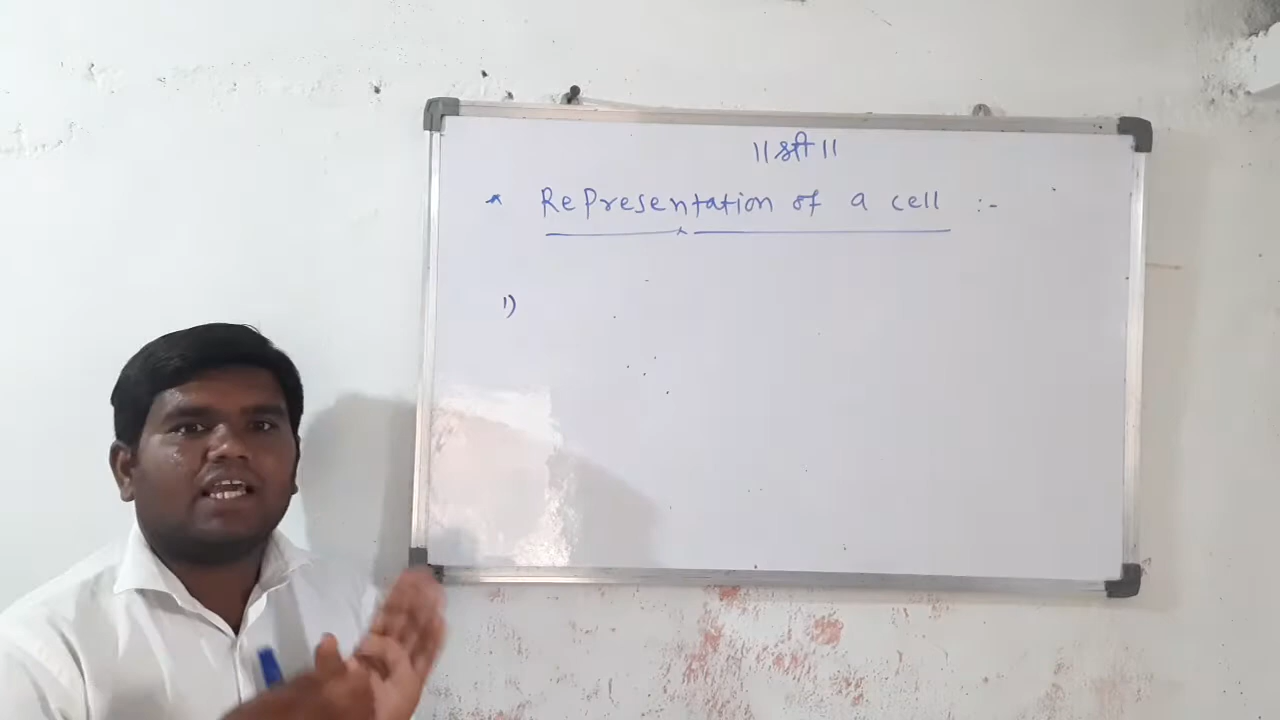 ॥ श्री ॥
* RePresentation of a cell :-
1)